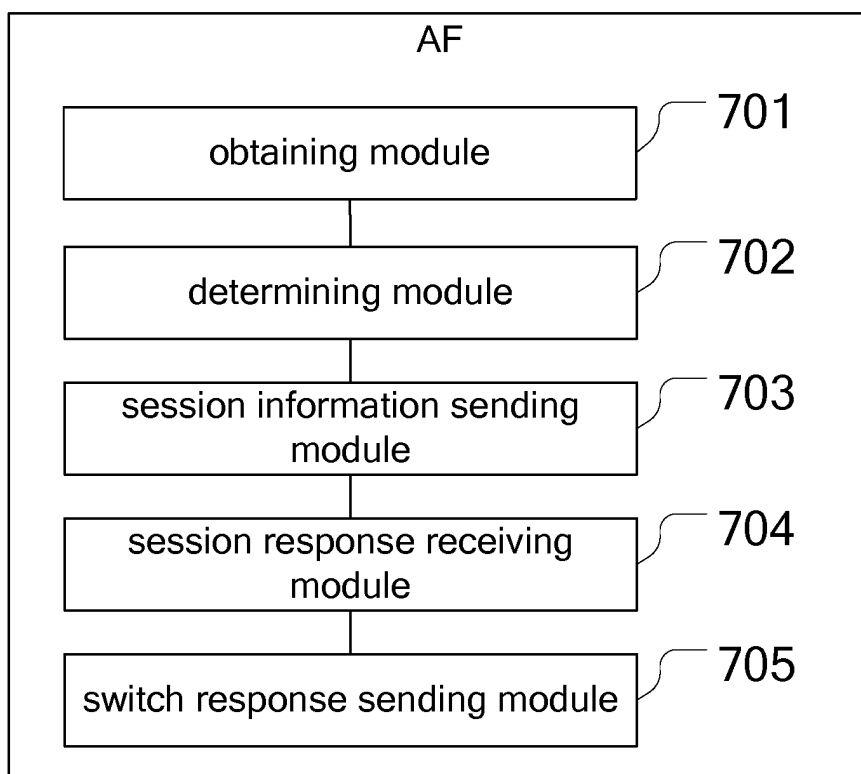 AF
701
obtaining module
702
determining module
703
session information sending
module
704
session response receiving
module
705
switch response sending module